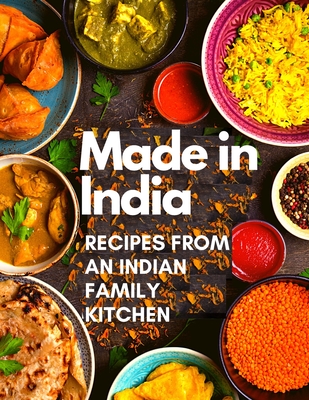 Made in
India
RECIPES FROM
AN INDIAN
FAMILY
KITCHEN